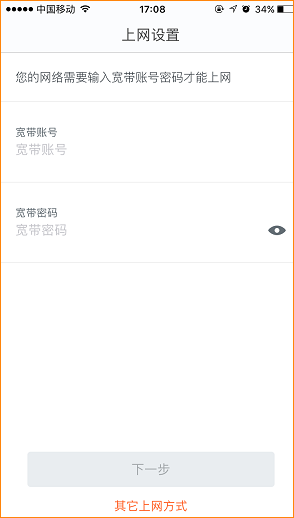 中国移动 17:08 34%
上网设置
您的网络需要输入宽带账号密码才能上网
宽带账号
宽带账号
宽带密码
宽带密码
下一步
其它上网方式